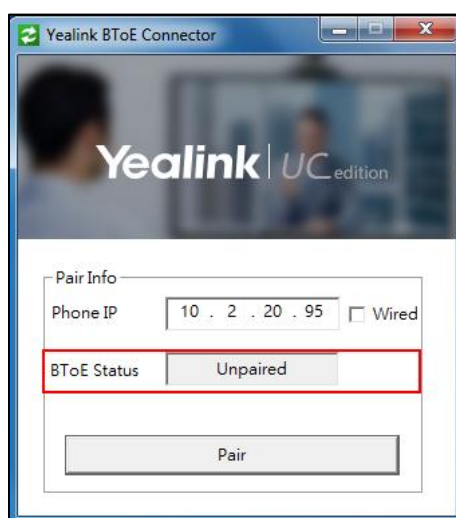 Yealink BToE Connector
Yealink | UC edition
Pair Info
Phone IP 10 . 2 . 20 . 95 Wired
BToE Status Unpaired
Pair